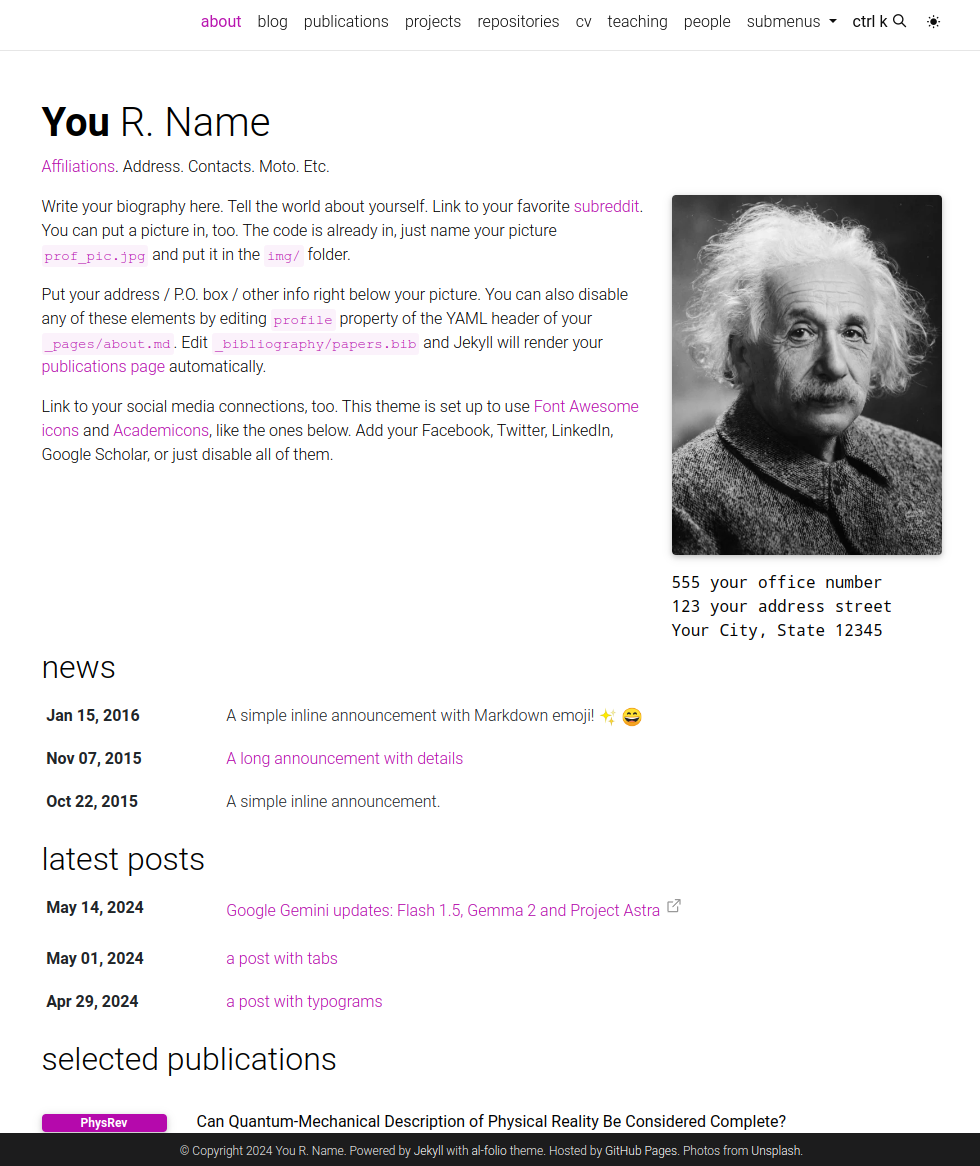 about blog publications projects repositories cv teaching people submenus ctrl k
You R. Name
Affiliations. Address. Contacts. Moto. Etc.
Write your biography here. Tell the world about yourself. Link to your favorite subreddit.
You can put a picture in, too. The code is already in, just name your picture
prof_pic.jpg and put it in the img/ folder.
Put your address / P.O. box / other info right below your picture. You can also disable
any of these elements by editing profile property of the YAML header of your
_pages/about.md. Edit _bibliography/papers.bib and Jekyll will render your
publications page automatically.
Link to your social media connections, too. This theme is set up to use Font Awesome
icons and Academicons, like the ones below. Add your Facebook, Twitter, LinkedIn,
Google Scholar, or just disable all of them.
555 your office number
123 your address street
Your City, State 12345
news
Jan 15, 2016 A simple inline announcement with Markdown emoji! ✨ 😄
Nov 07, 2015 A long announcement with details
Oct 22, 2015 A simple inline announcement.
latest posts
May 14, 2024 Google Gemini updates: Flash 1.5, Gemma 2 and Project Astra
May 01, 2024 a post with tabs
Apr 29, 2024 a post with typograms
selected publications
PhysRev Can Quantum-Mechanical Description of Physical Reality Be Considered Complete?
© Copyright 2024 You R. Name. Powered by Jekyll with al-folio theme. Hosted by GitHub Pages. Photos from Unsplash.